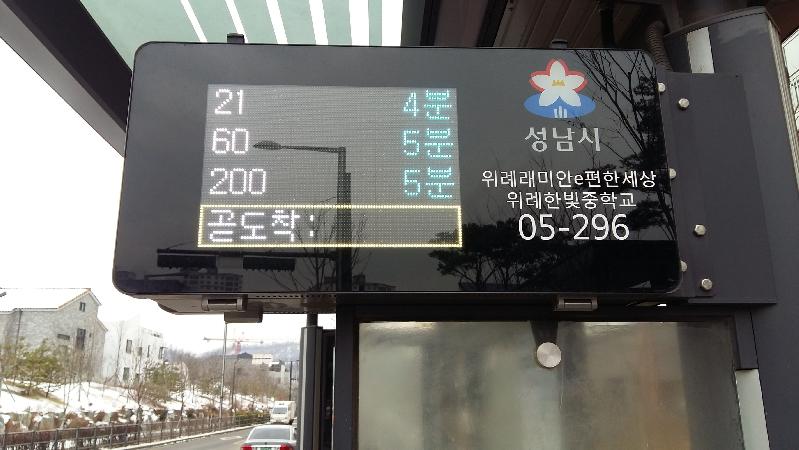 21 4분
60 5분
200 5분
곧도착:
성남시
위례래미안e편한세상
위례한빛중학교
05-296